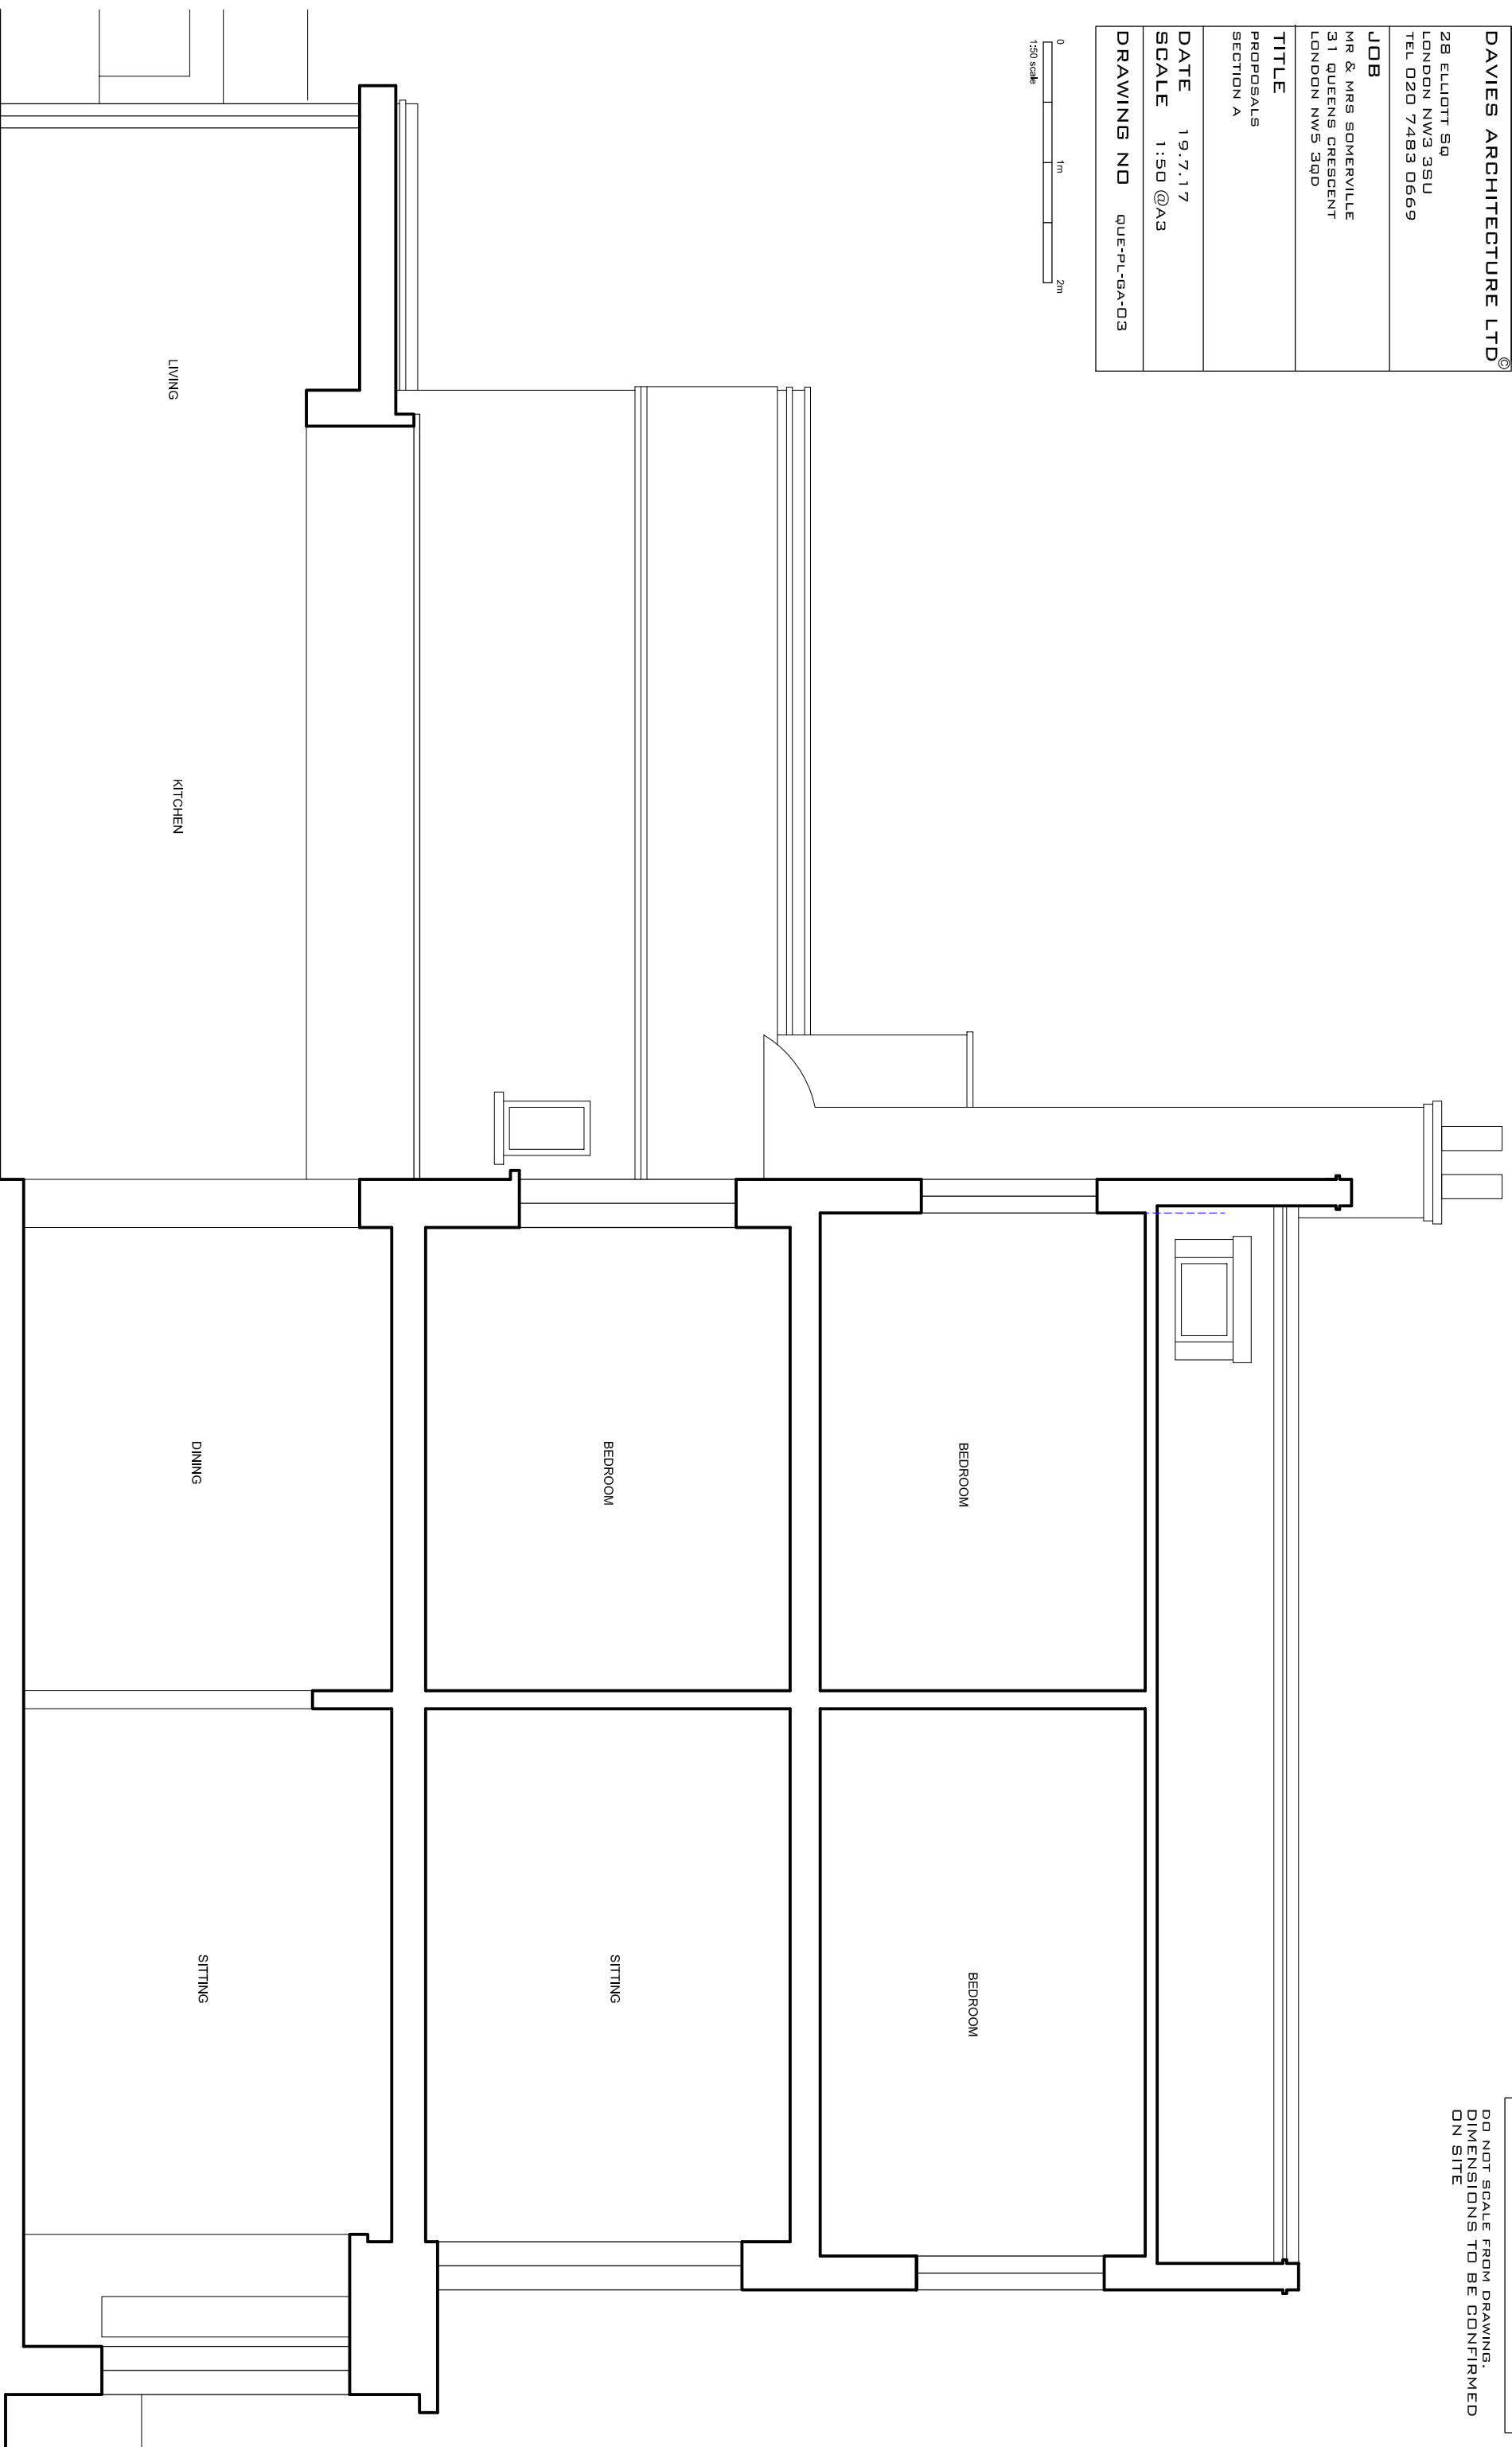 DAVIES ARCHITECTURE LTD©
28 ELLIOTT SQ
LONDON NW3 3SU
TEL 020 7483 0669
JOB
MR & MRS SOMERVILLE
31 QUEENS CRESCENT
LONDON NW5 3QD
TITLE
PROPOSALS
SECTION A
DATE 19.7.17
SCALE 1:50 @A3
DRAWING NO QUE-PL-GA-03
0 1m 2m
1:50 scale
DO NOT SCALE FROM DRAWING.
DIMENSIONS TO BE CONFIRMED
ON SITE
BEDROOM
BEDROOM
BEDROOM
SITTING
LIVING
KITCHEN
DINING
SITTING